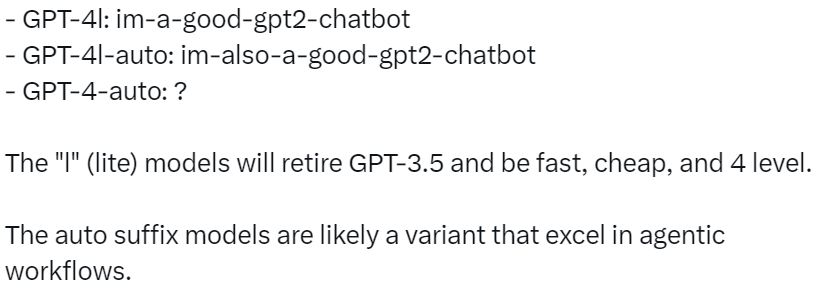 - GPT-4l: im-a-good-gpt2-chatbot
- GPT-4l-auto: im-also-a-good-gpt2-chatbot
- GPT-4-auto: ?
The "l" (lite) models will retire GPT-3.5 and be fast, cheap, and 4 level.
The auto suffix models are likely a variant that excel in agentic
workflows.